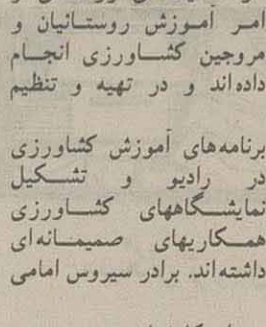 امر آموزش روستائیان و
مروجین کشاورزی انجام
داده‌اند و در تهیه و تنظیم
برنامه‌های آموزش کشاورزی
در رادیو و تشکیل
نمایشگاههای کشاورزی
همکاریهای صمیمانه‌ای
داشته‌اند. برادر سیروس امامی